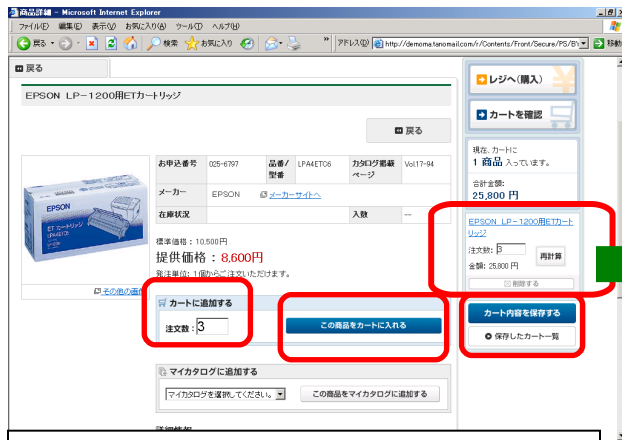 商品詳細 - Microsoft Internet Explor
ファイル(F) 編集(E) 表示(V) お気に入り(A) ツール(T) ヘルプ(H)
戻る 検索 お気に入り » アドレス(D) http://demoma.tanomail.com/r/Contents/Front/Secure/PS/B 移動
戻る
EPSON LP-1200用ETカートリッジ
戻る
お申込番号 025-6797 品番/型番 LPA4ETC6 カタログ掲載ページ Vol.17-94
メーカー EPSON メーカーサイトへ
在庫状況 入数 ―
EPSON
ETカートリッジ
LPA4ETC6
標準価格：10,500円
提供価格：8,600円
発注単位：1個からご注文いただけます。
その他の画
カートに追加する
注文数：3
この商品をカートに入れる
マイカタログに追加する
マイカタログを選択してください。
この商品をマイカタログに追加する
詳細情報
レジへ(購入)
カートを確認
現在、カートに
1 商品 入っています。
合計金額:
25,800 円
EPSON LP-1200用ETカートリッジ
注文数: 3
再計算
金額: 25,800 円
削除する
カート内容を保存する
保存したカート一覧